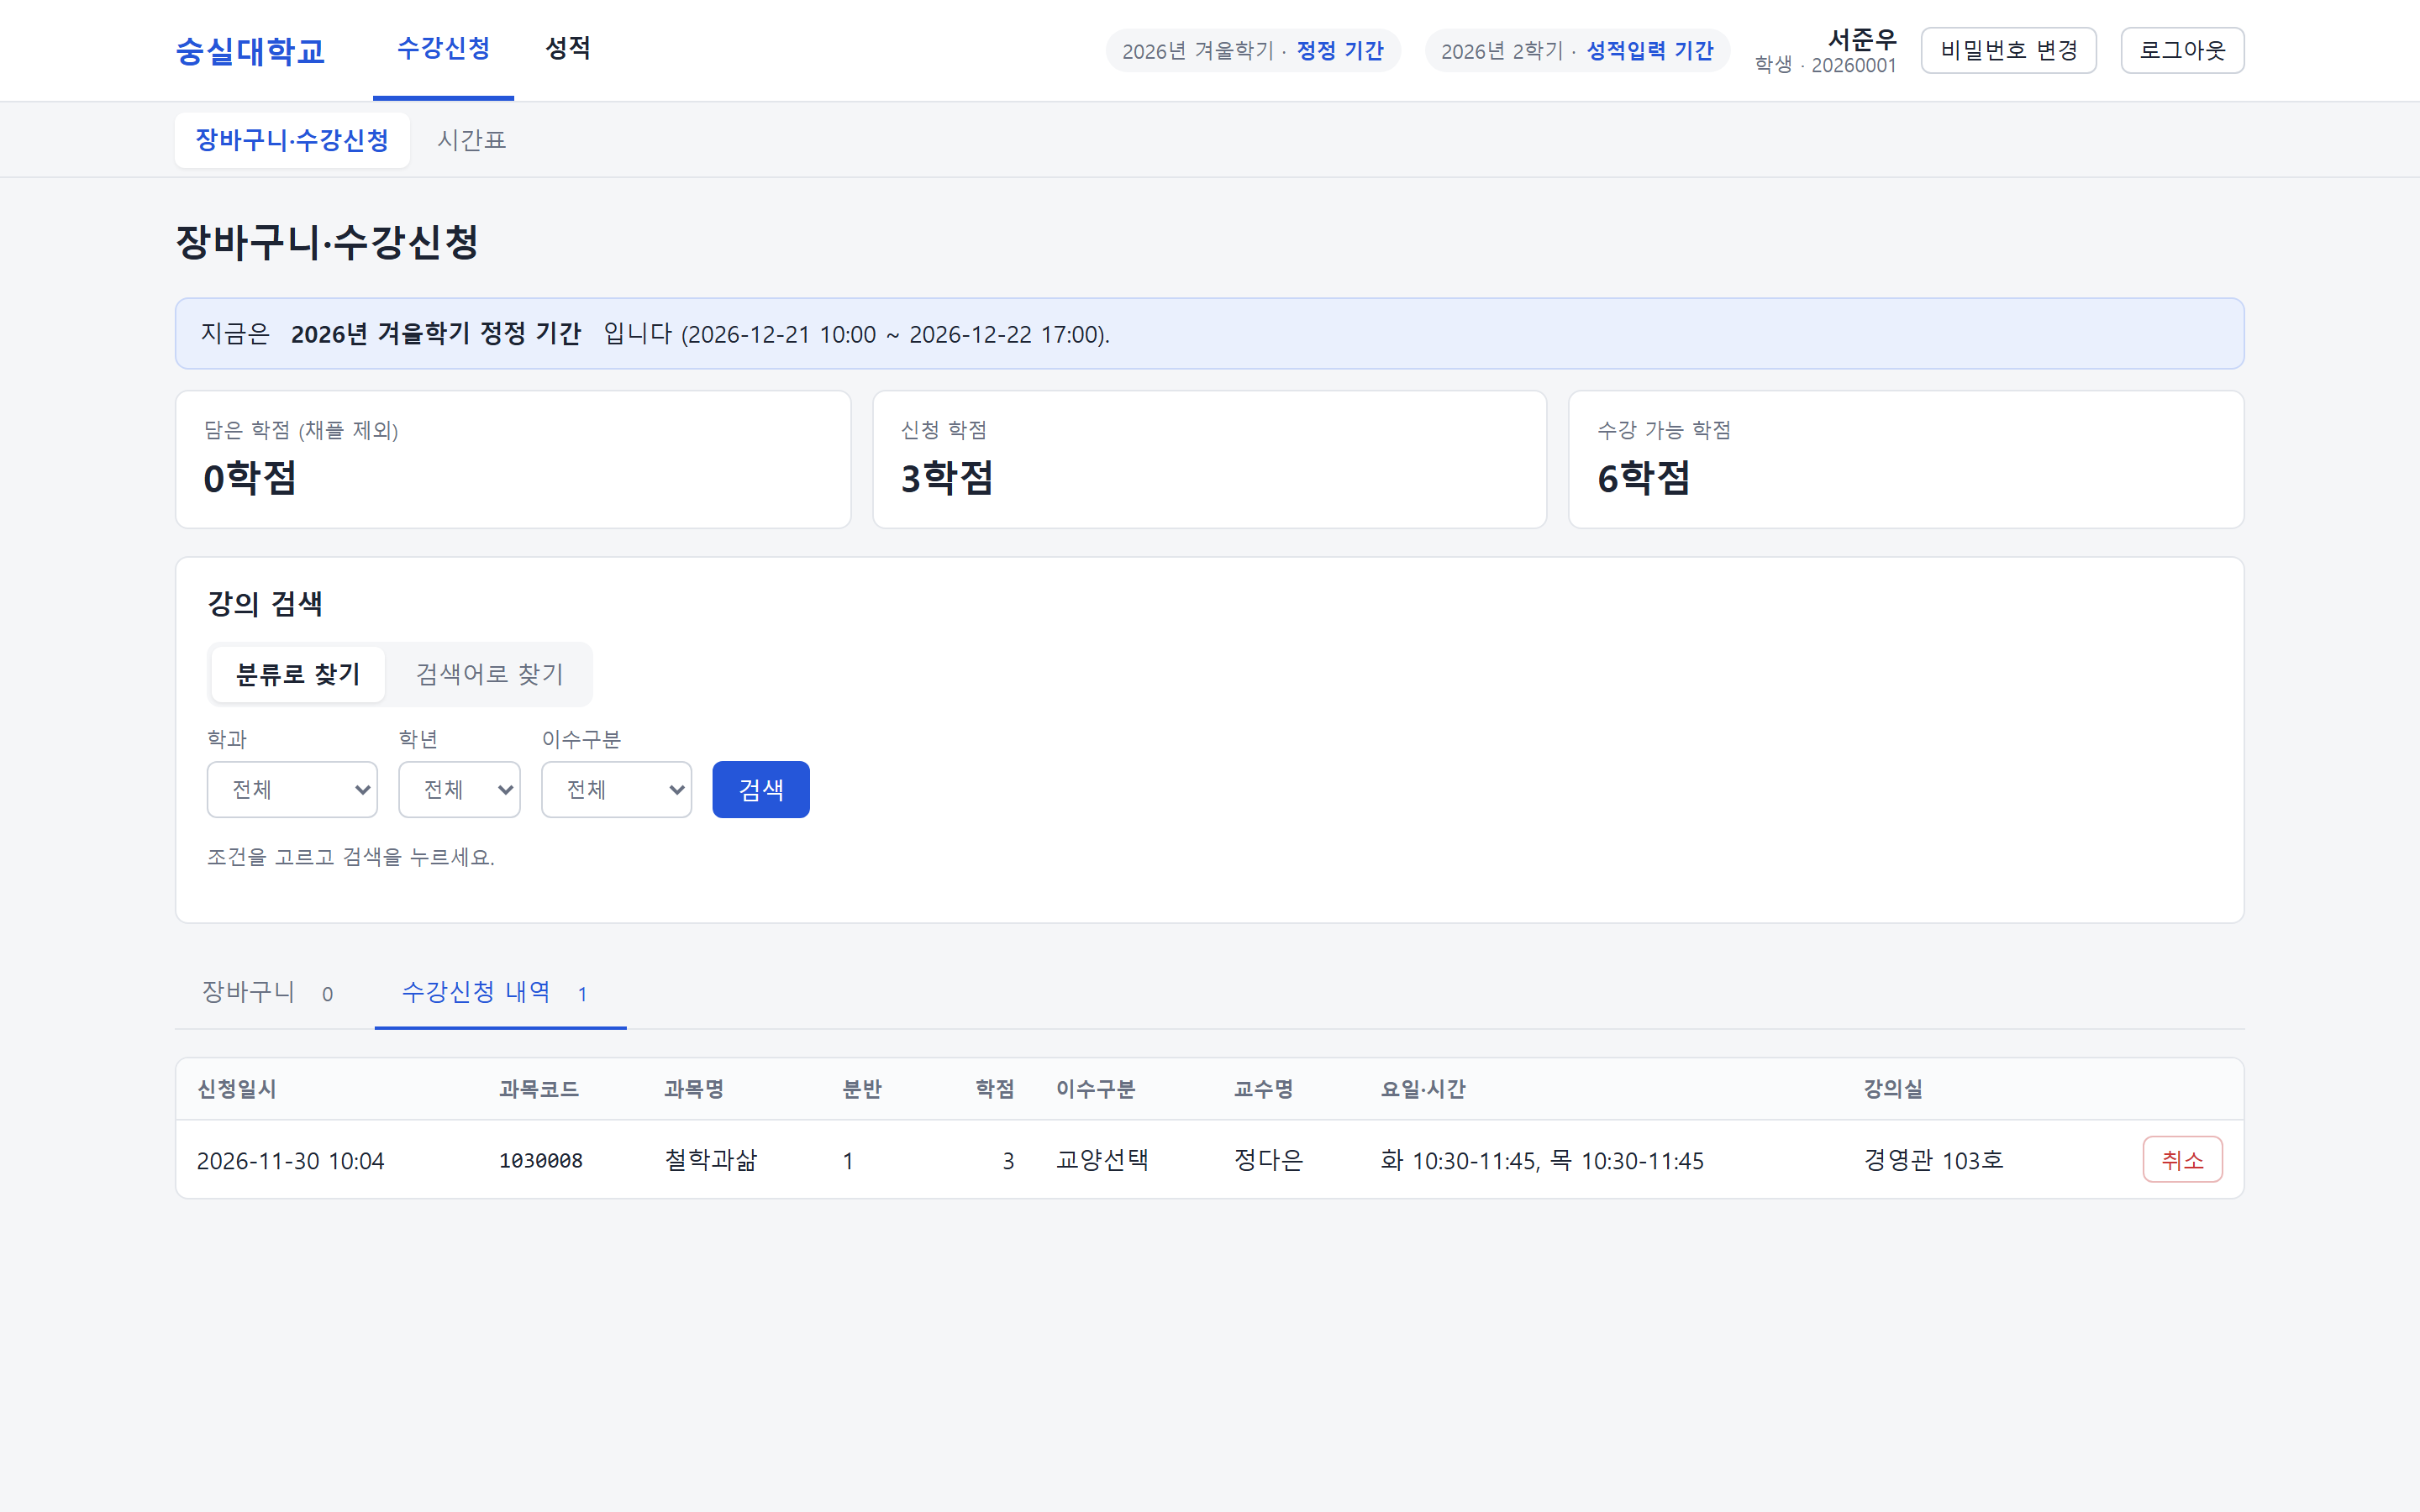 숭실대학교 수강신청 성적 2026년 겨울학기 · 정정 기간 2026년 2학기 · 성적입력 기간 서준우 비밀번호 변경 로그아웃
학생 · 20260001
장바구니·수강신청 시간표
장바구니·수강신청
지금은 2026년 겨울학기 정정 기간 입니다 (2026-12-21 10:00 ~ 2026-12-22 17:00).
담은 학점 (채플 제외) 신청 학점 수강 가능 학점
0학점 3학점 6학점
강의 검색
분류로 찾기 검색어로 찾기
학과 학년 이수구분
전체 전체 전체 검색
조건을 고르고 검색을 누르세요.
장바구니 0 수강신청 내역 1
신청일시 과목코드 과목명 분반 학점 이수구분 교수명 요일·시간 강의실
2026-11-30 10:04 1030008 철학과삶 1 3 교양선택 정다은 화 10:30-11:45, 목 10:30-11:45 경영관 103호 취소